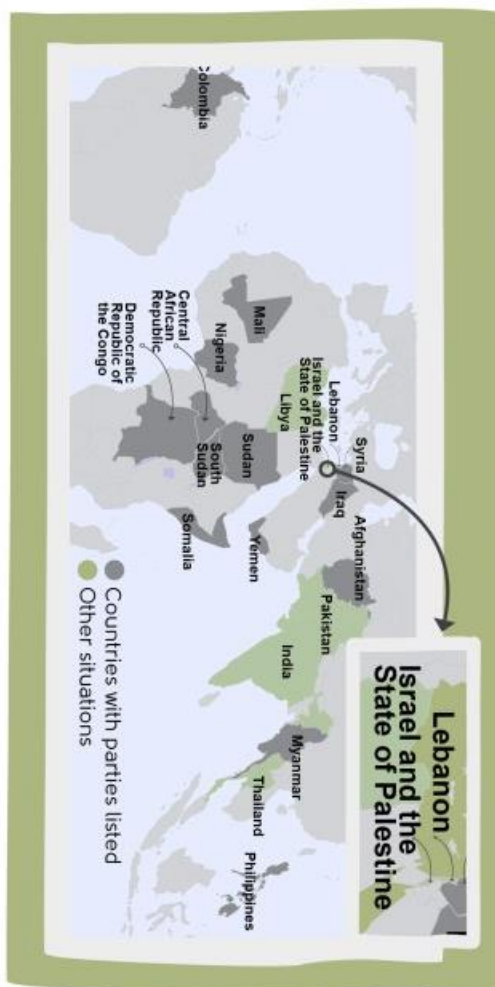 Colombia
Mali
Nigeria
Central
African
Republic
Democratic
Republic of
the Congo
Libya
Sudan
South
Sudan
Somalia
Yemen
Israel and the
State of Palestine
Lebanon
Syria
Iraq
Afghanistan
Pakistan
India
Myanmar
Thailand
Philippines
Lebanon
Israel and the
State of Palestine
Countries with parties listed
Other situations